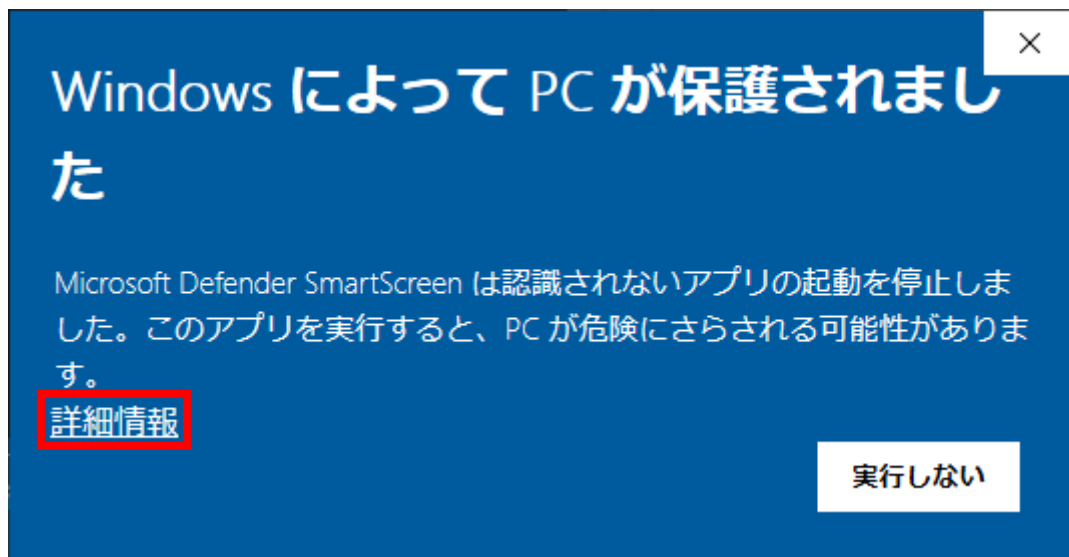 Windows によって PC が保護されまし
た
Microsoft Defender SmartScreen は認識されないアプリの起動を停止しま
した。このアプリを実行すると、PC が危険にさらされる可能性がありま
す。
詳細情報
実行しない